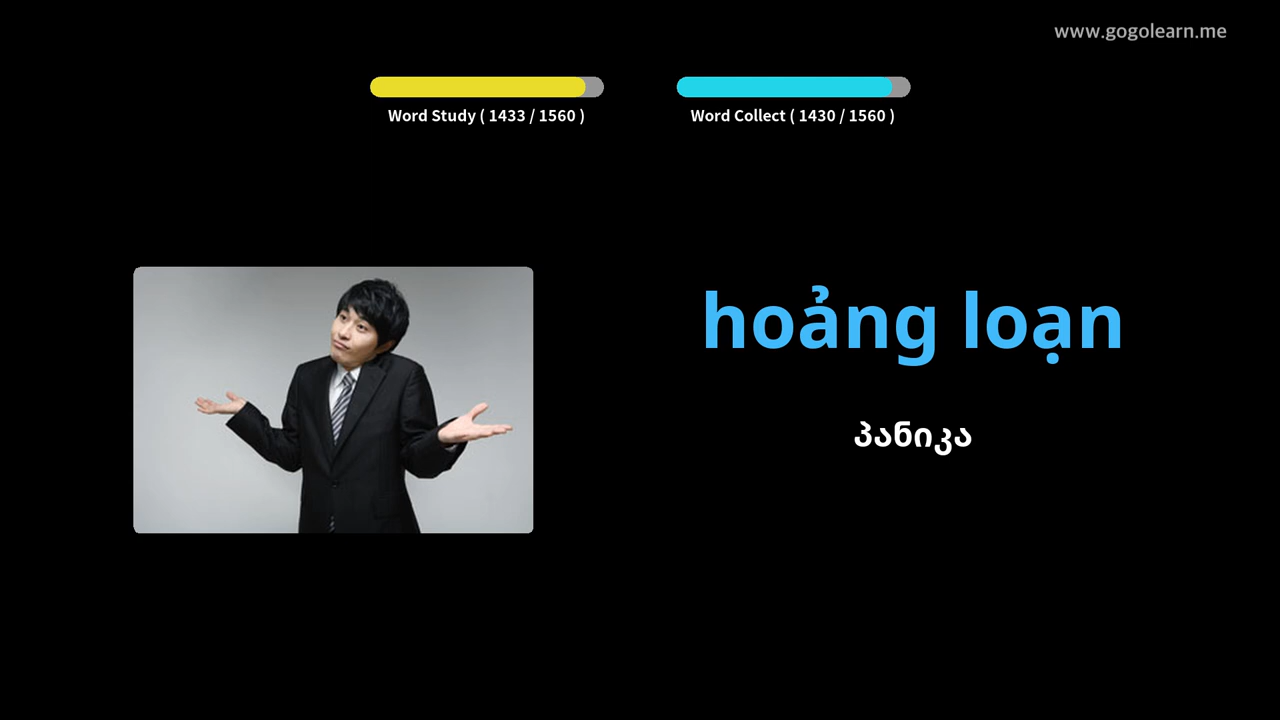 www.gogolearn.me
Word Study ( 1433 / 1560 )
Word Collect ( 1430 / 1560 )
hoảng loạn
პანიკა